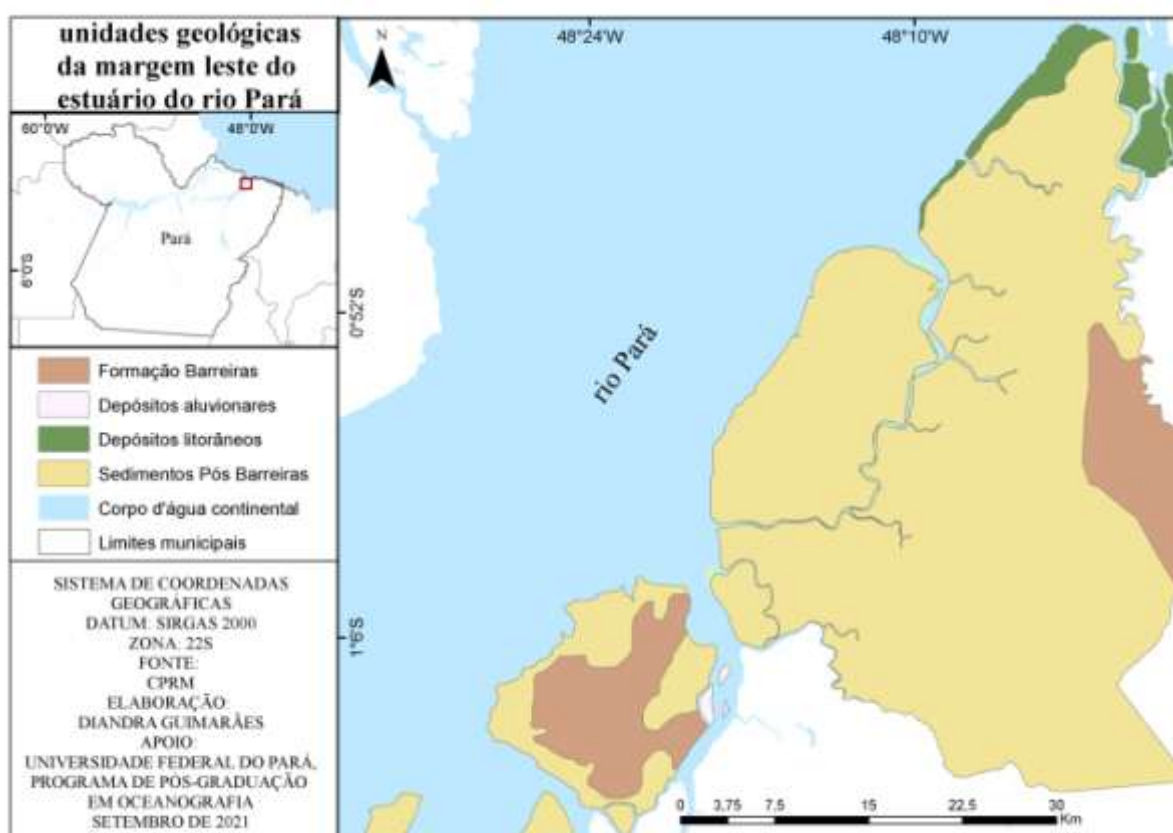 unidades geológicas
da margem leste do
estuário do rio Pará
60°0'W
48°0'W
Pará
6°0'S
Formação Barreiras
Depósitos aluvionares
Depósitos litorâneos
Sedimentos Pós Barreiras
Corpo d'água continental
Limites municipais
SISTEMA DE COORDENADAS
GEOGRÁFICAS
DATUM: SIRGAS 2000
ZONA: 22S
FONTE:
CPRM
ELABORAÇÃO:
DIANDRA GUIMARÃES
APOIO:
UNIVERSIDADE FEDERAL DO PARÁ,
PROGRAMA DE PÓS-GRADUAÇÃO
EM OCEANOGRAFIA
SETEMBRO DE 2021
N
48°24'W
48°10'W
0°52'S
rio Pará
1°6'S
0 3,75 7,5 15 22,5 30
Km